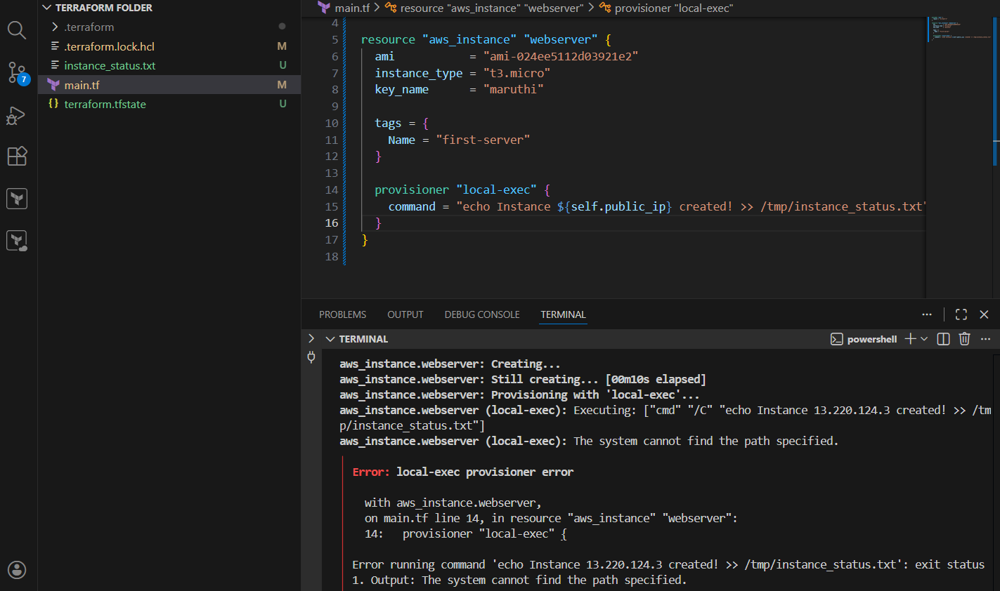 TERRAFORM FOLDER
.terraform
.terraform.lock.hcl M
instance_status.txt U
main.tf M
terraform.tfstate U
7
main.tf > resource "aws_instance" "webserver" > provisioner "local-exec"
4
5 resource "aws_instance" "webserver" {
6 ami = "ami-024ee5112d03921e2"
7 instance_type = "t3.micro"
8 key_name = "maruthi"
9
10 tags = {
11 Name = "first-server"
12 }
13
14 provisioner "local-exec" {
15 command = "echo Instance ${self.public_ip} created! >> /tmp/instance_status.txt"
16 }
17 }
18
PROBLEMS OUTPUT DEBUG CONSOLE TERMINAL
TERMINAL powershell
aws_instance.webserver: Creating...
aws_instance.webserver: Still creating... [00m10s elapsed]
aws_instance.webserver: Provisioning with 'local-exec'...
aws_instance.webserver (local-exec): Executing: ["cmd" "/C" "echo Instance 13.220.124.3 created! >> /tm
p/instance_status.txt"]
aws_instance.webserver (local-exec): The system cannot find the path specified.
Error: local-exec provisioner error
with aws_instance.webserver,
on main.tf line 14, in resource "aws_instance" "webserver":
14: provisioner "local-exec" {
Error running command 'echo Instance 13.220.124.3 created! >> /tmp/instance_status.txt': exit status
1. Output: The system cannot find the path specified.